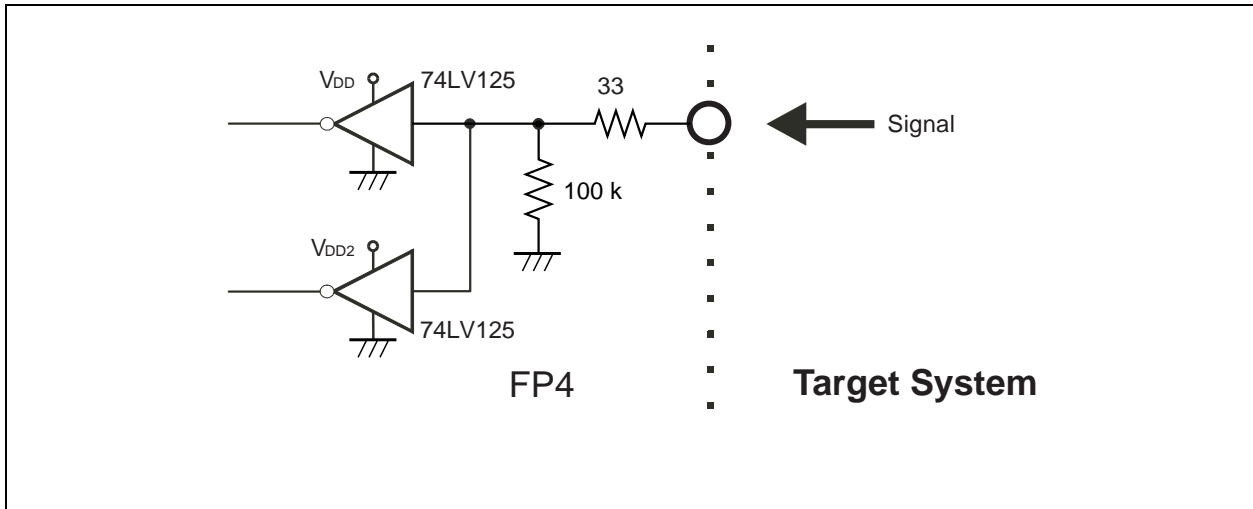 VDD
74LV125
33
Signal
100 k
VDD2
74LV125
FP4
Target System